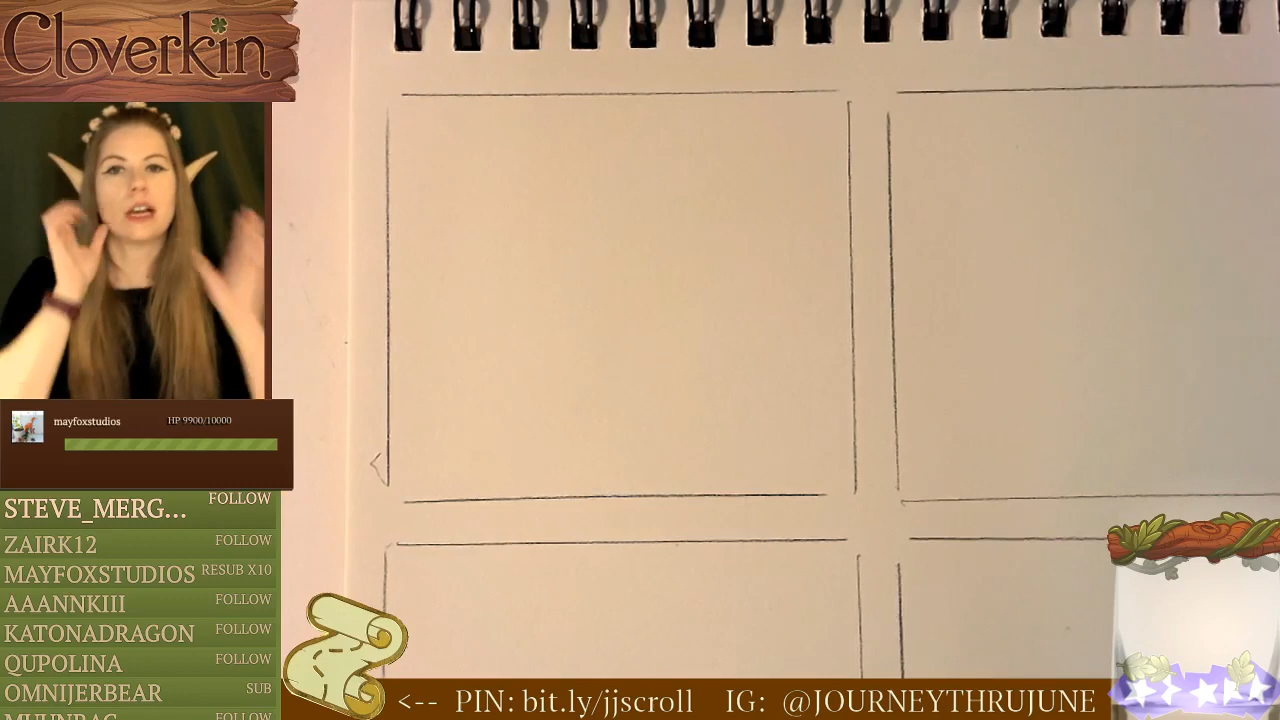 Cloverkin
mayfoxstudios HP 9900/10000
STEVE_MERG... FOLLOW
ZAIRK12 FOLLOW
MAYFOXSTUDIOS RESUB X10
AAANNKIII FOLLOW
KATONADRAGON FOLLOW
QUPOLINA FOLLOW
OMNIJERBEAR SUB
FOLLOW
<-- PIN: bit.ly/jjscroll IG: @JOURNEYTHRUJUNE